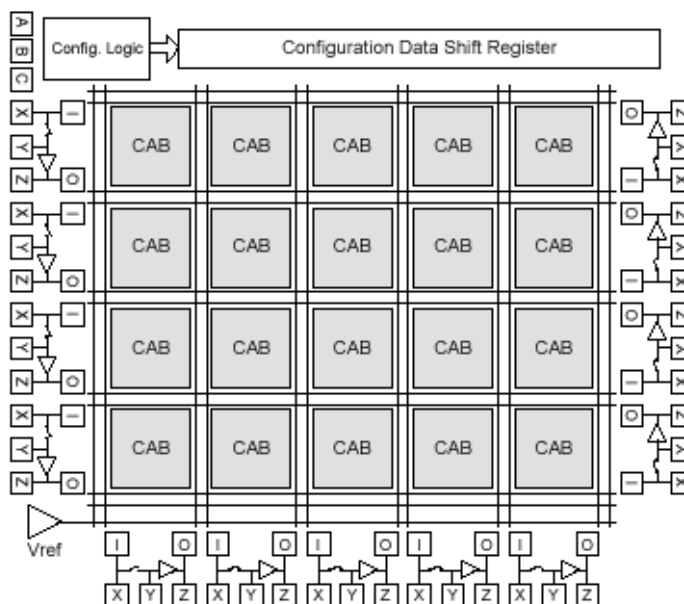 A
B
C
Config. Logic
Configuration Data Shift Register
X I
Y
Z O
CAB CAB CAB CAB CAB
O Z
Y
I X
X I
Y
Z O
CAB CAB CAB CAB CAB
O Z
Y
I X
X I
Y
Z O
CAB CAB CAB CAB CAB
O Z
Y
I X
X I
Y
Z O
CAB CAB CAB CAB CAB
O Z
Y
I X
Vref
I O I O I O I O I O
X Y Z X Y Z X Y Z X Y Z X Y Z